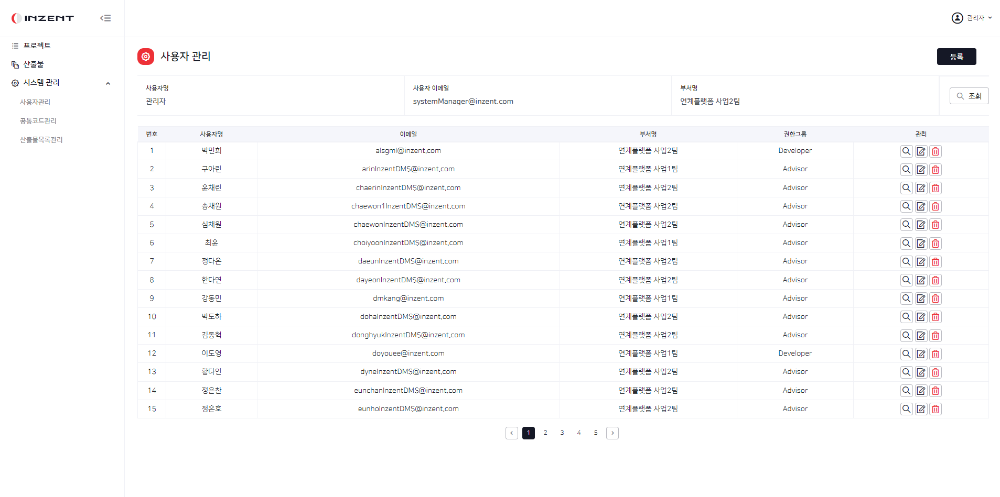 INZENT
관리자
프로젝트
산출물
시스템 관리
사용자관리
공통코드관리
산출물목록관리
사용자 관리
등록
사용자명 사용자 이메일 부서명
관리자 systemManager@inzent.com 연계플랫폼 사업2팀
조회
번호 사용자명 이메일 부서명 권한그룹 관리
1 박민희 alsgml@inzent.com 연계플랫폼 사업2팀 Developer
2 구아린 arinInzentDMS@inzent.com 연계플랫폼 사업1팀 Advisor
3 윤채린 chaerinInzentDMS@inzent.com 연계플랫폼 사업2팀 Advisor
4 송채원 chaewon1InzentDMS@inzent.com 연계플랫폼 사업2팀 Advisor
5 심채원 chaewonInzentDMS@inzent.com 연계플랫폼 사업2팀 Advisor
6 최윤 choiyoonInzentDMS@inzent.com 연계플랫폼 사업1팀 Advisor
7 정다은 daeunInzentDMS@inzent.com 연계플랫폼 사업2팀 Advisor
8 한다연 dayeonInzentDMS@inzent.com 연계플랫폼 사업2팀 Advisor
9 강동민 dmkang@inzent.com 연계플랫폼 사업1팀 Advisor
10 박도하 dohaInzentDMS@inzent.com 연계플랫폼 사업2팀 Advisor
11 김동혁 donghyukInzentDMS@inzent.com 연계플랫폼 사업2팀 Advisor
12 이도영 doyouee@inzent.com 연계플랫폼 사업1팀 Developer
13 황다인 dyneInzentDMS@inzent.com 연계플랫폼 사업2팀 Advisor
14 정은찬 eunchanInzentDMS@inzent.com 연계플랫폼 사업2팀 Advisor
15 정은호 eunhoInzentDMS@inzent.com 연계플랫폼 사업2팀 Advisor
1 2 3 4 5